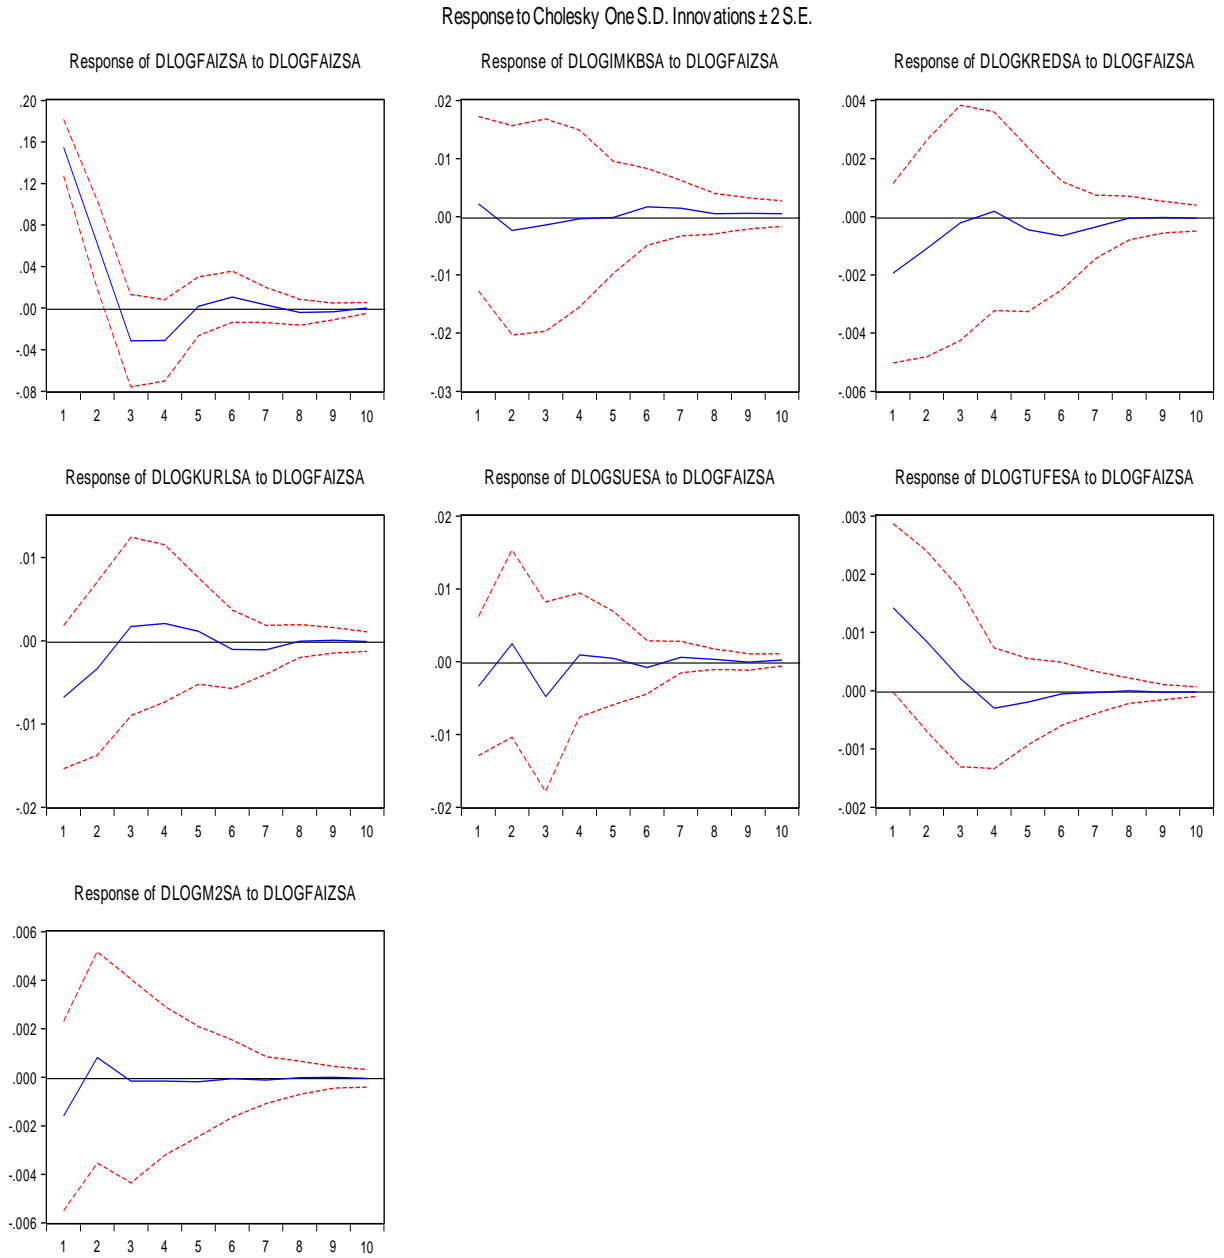 Response to Cholesky One S.D. Innovations ± 2 S.E.
Response of DLOGFAIZSA to DLOGFAIZSA
.20
.16
.12
.08
.04
.00
-.04
-.08
1 2 3 4 5 6 7 8 9 10
Response of DLOGIMKBSA to DLOGFAIZSA
.02
.01
.00
-.01
-.02
-.03
1 2 3 4 5 6 7 8 9 10
Response of DLOGKREDSA to DLOGFAIZSA
.004
.002
.000
-.002
-.004
-.006
1 2 3 4 5 6 7 8 9 10
Response of DLOGKURLSA to DLOGFAIZSA
.01
.00
-.01
-.02
1 2 3 4 5 6 7 8 9 10
Response of DLOGSUESA to DLOGFAIZSA
.02
.01
.00
-.01
-.02
1 2 3 4 5 6 7 8 9 10
Response of DLOGTUFESA to DLOGFAIZSA
.003
.002
.001
.000
-.001
-.002
1 2 3 4 5 6 7 8 9 10
Response of DLOGM2SA to DLOGFAIZSA
.006
.004
.002
.000
-.002
-.004
-.006
1 2 3 4 5 6 7 8 9 10